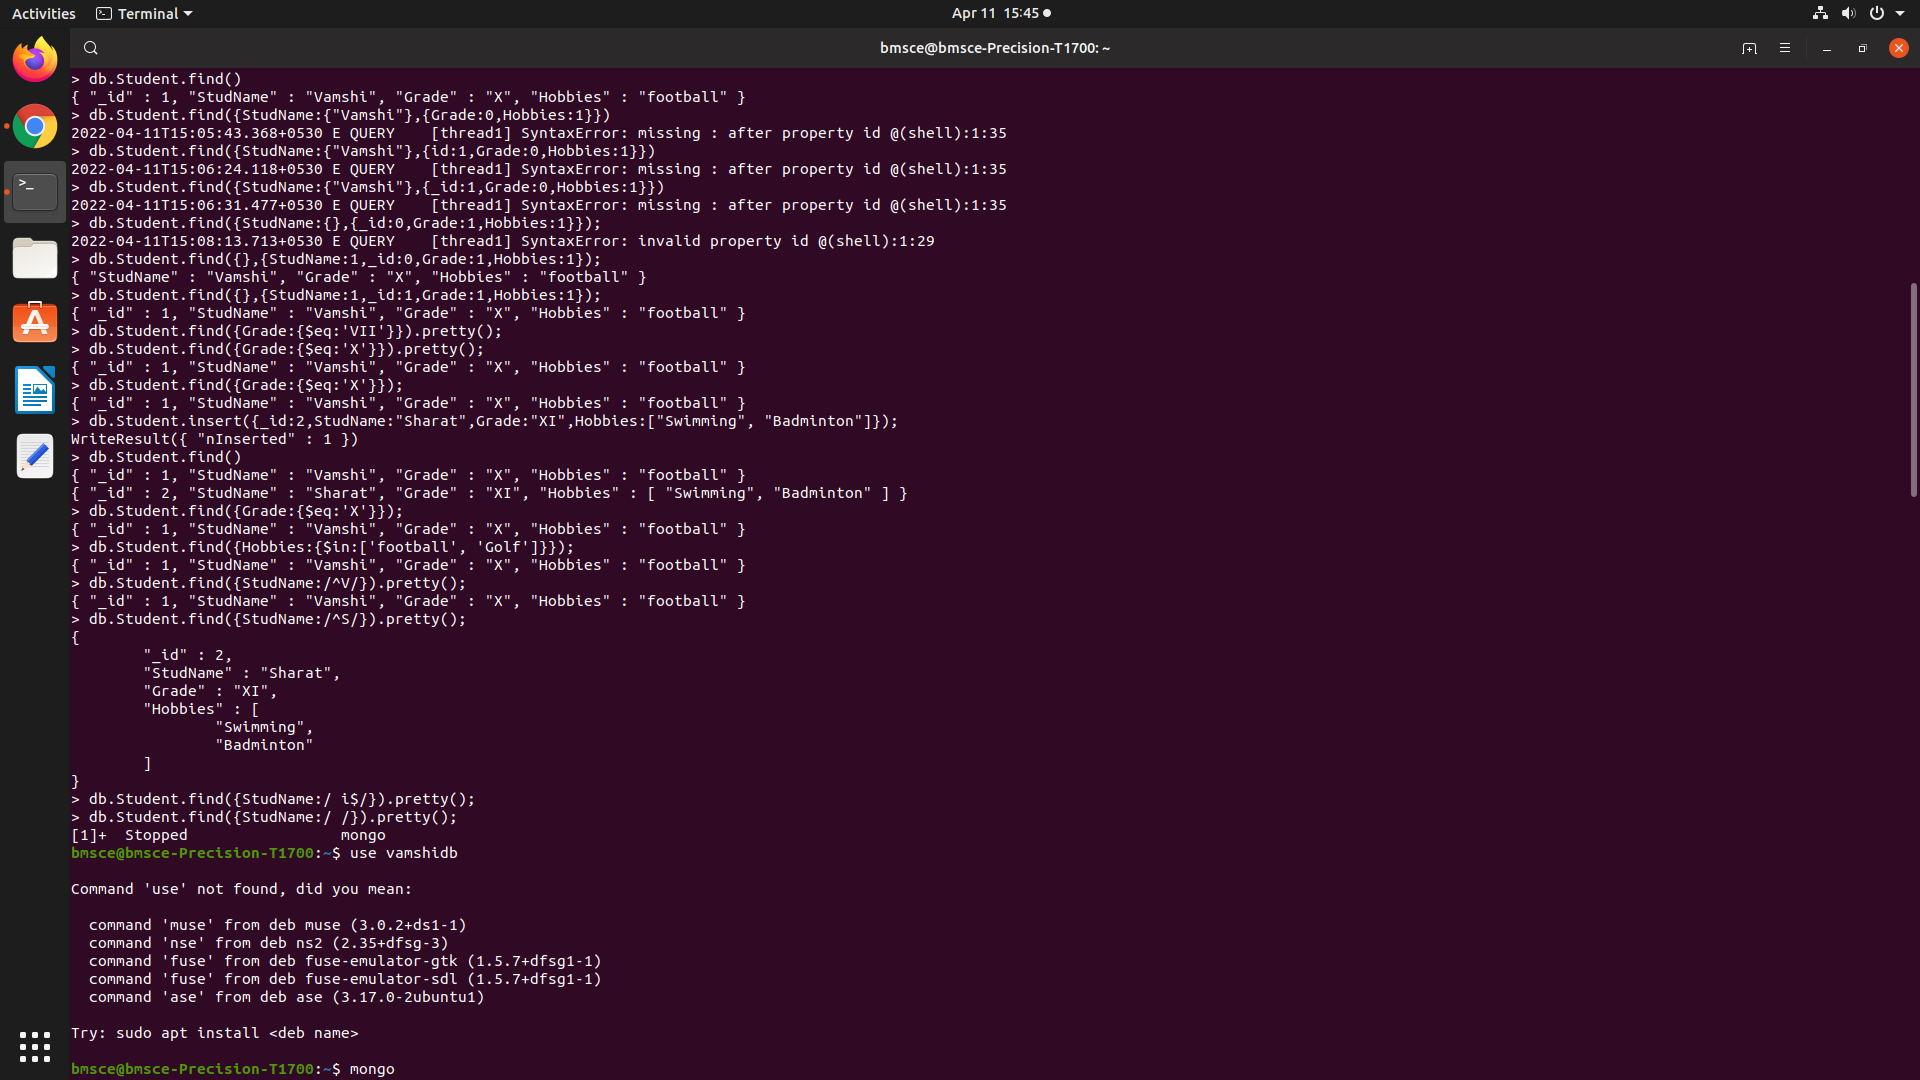 Activities
Terminal
Apr 11 15:45
bmsce@bmsce-Precision-T1700: ~
> db.Student.find()
{ "_id" : 1, "StudName" : "Vamshi", "Grade" : "X", "Hobbies" : "football" }
> db.Student.find({StudName:{"Vamshi"},{Grade:0,Hobbies:1}})
2022-04-11T15:05:43.368+0530 E QUERY    [thread1] SyntaxError: missing : after property id @(shell):1:35
> db.Student.find({StudName:{"Vamshi"},{id:1,Grade:0,Hobbies:1}})
2022-04-11T15:06:24.118+0530 E QUERY    [thread1] SyntaxError: missing : after property id @(shell):1:35
> db.Student.find({StudName:{"Vamshi"},{_id:1,Grade:0,Hobbies:1}})
2022-04-11T15:06:31.477+0530 E QUERY    [thread1] SyntaxError: missing : after property id @(shell):1:35
> db.Student.find({StudName:{},{_id:0,Grade:1,Hobbies:1}});
2022-04-11T15:08:13.713+0530 E QUERY    [thread1] SyntaxError: invalid property id @(shell):1:29
> db.Student.find({},{StudName:1,_id:0,Grade:1,Hobbies:1});
{ "StudName" : "Vamshi", "Grade" : "X", "Hobbies" : "football" }
> db.Student.find({},{StudName:1,_id:1,Grade:1,Hobbies:1});
{ "_id" : 1, "StudName" : "Vamshi", "Grade" : "X", "Hobbies" : "football" }
> db.Student.find({Grade:{$eq:'VII'}}).pretty();
> db.Student.find({Grade:{$eq:'X'}}).pretty();
{ "_id" : 1, "StudName" : "Vamshi", "Grade" : "X", "Hobbies" : "football" }
> db.Student.find({Grade:{$eq:'X'}});
{ "_id" : 1, "StudName" : "Vamshi", "Grade" : "X", "Hobbies" : "football" }
> db.Student.insert({_id:2,StudName:"Sharat",Grade:"XI",Hobbies:["Swimming", "Badminton"]});
WriteResult({ "nInserted" : 1 })
> db.Student.find()
{ "_id" : 1, "StudName" : "Vamshi", "Grade" : "X", "Hobbies" : "football" }
{ "_id" : 2, "StudName" : "Sharat", "Grade" : "XI", "Hobbies" : [ "Swimming", "Badminton" ] }
> db.Student.find({Grade:{$eq:'X'}});
{ "_id" : 1, "StudName" : "Vamshi", "Grade" : "X", "Hobbies" : "football" }
> db.Student.find({Hobbies:{$in:['football', 'Golf']}});
{ "_id" : 1, "StudName" : "Vamshi", "Grade" : "X", "Hobbies" : "football" }
> db.Student.find({StudName:/^V/}).pretty();
{ "_id" : 1, "StudName" : "Vamshi", "Grade" : "X", "Hobbies" : "football" }
> db.Student.find({StudName:/^S/}).pretty();
{
        "_id" : 2,
        "StudName" : "Sharat",
        "Grade" : "XI",
        "Hobbies" : [
                "Swimming",
                "Badminton"
        ]
}
> db.Student.find({StudName:/ i$/}).pretty();
> db.Student.find({StudName:/ /}).pretty();
[1]+  Stopped                 mongo
bmsce@bmsce-Precision-T1700:~$ use vamshidb
Command 'use' not found, did you mean:
  command 'muse' from deb muse (3.0.2+ds1-1)
  command 'nse' from deb ns2 (2.35+dfsg-3)
  command 'fuse' from deb fuse-emulator-gtk (1.5.7+dfsg1-1)
  command 'fuse' from deb fuse-emulator-sdl (1.5.7+dfsg1-1)
  command 'ase' from deb ase (3.17.0-2ubuntu1)
Try: sudo apt install <deb name>
bmsce@bmsce-Precision-T1700:~$ mongo